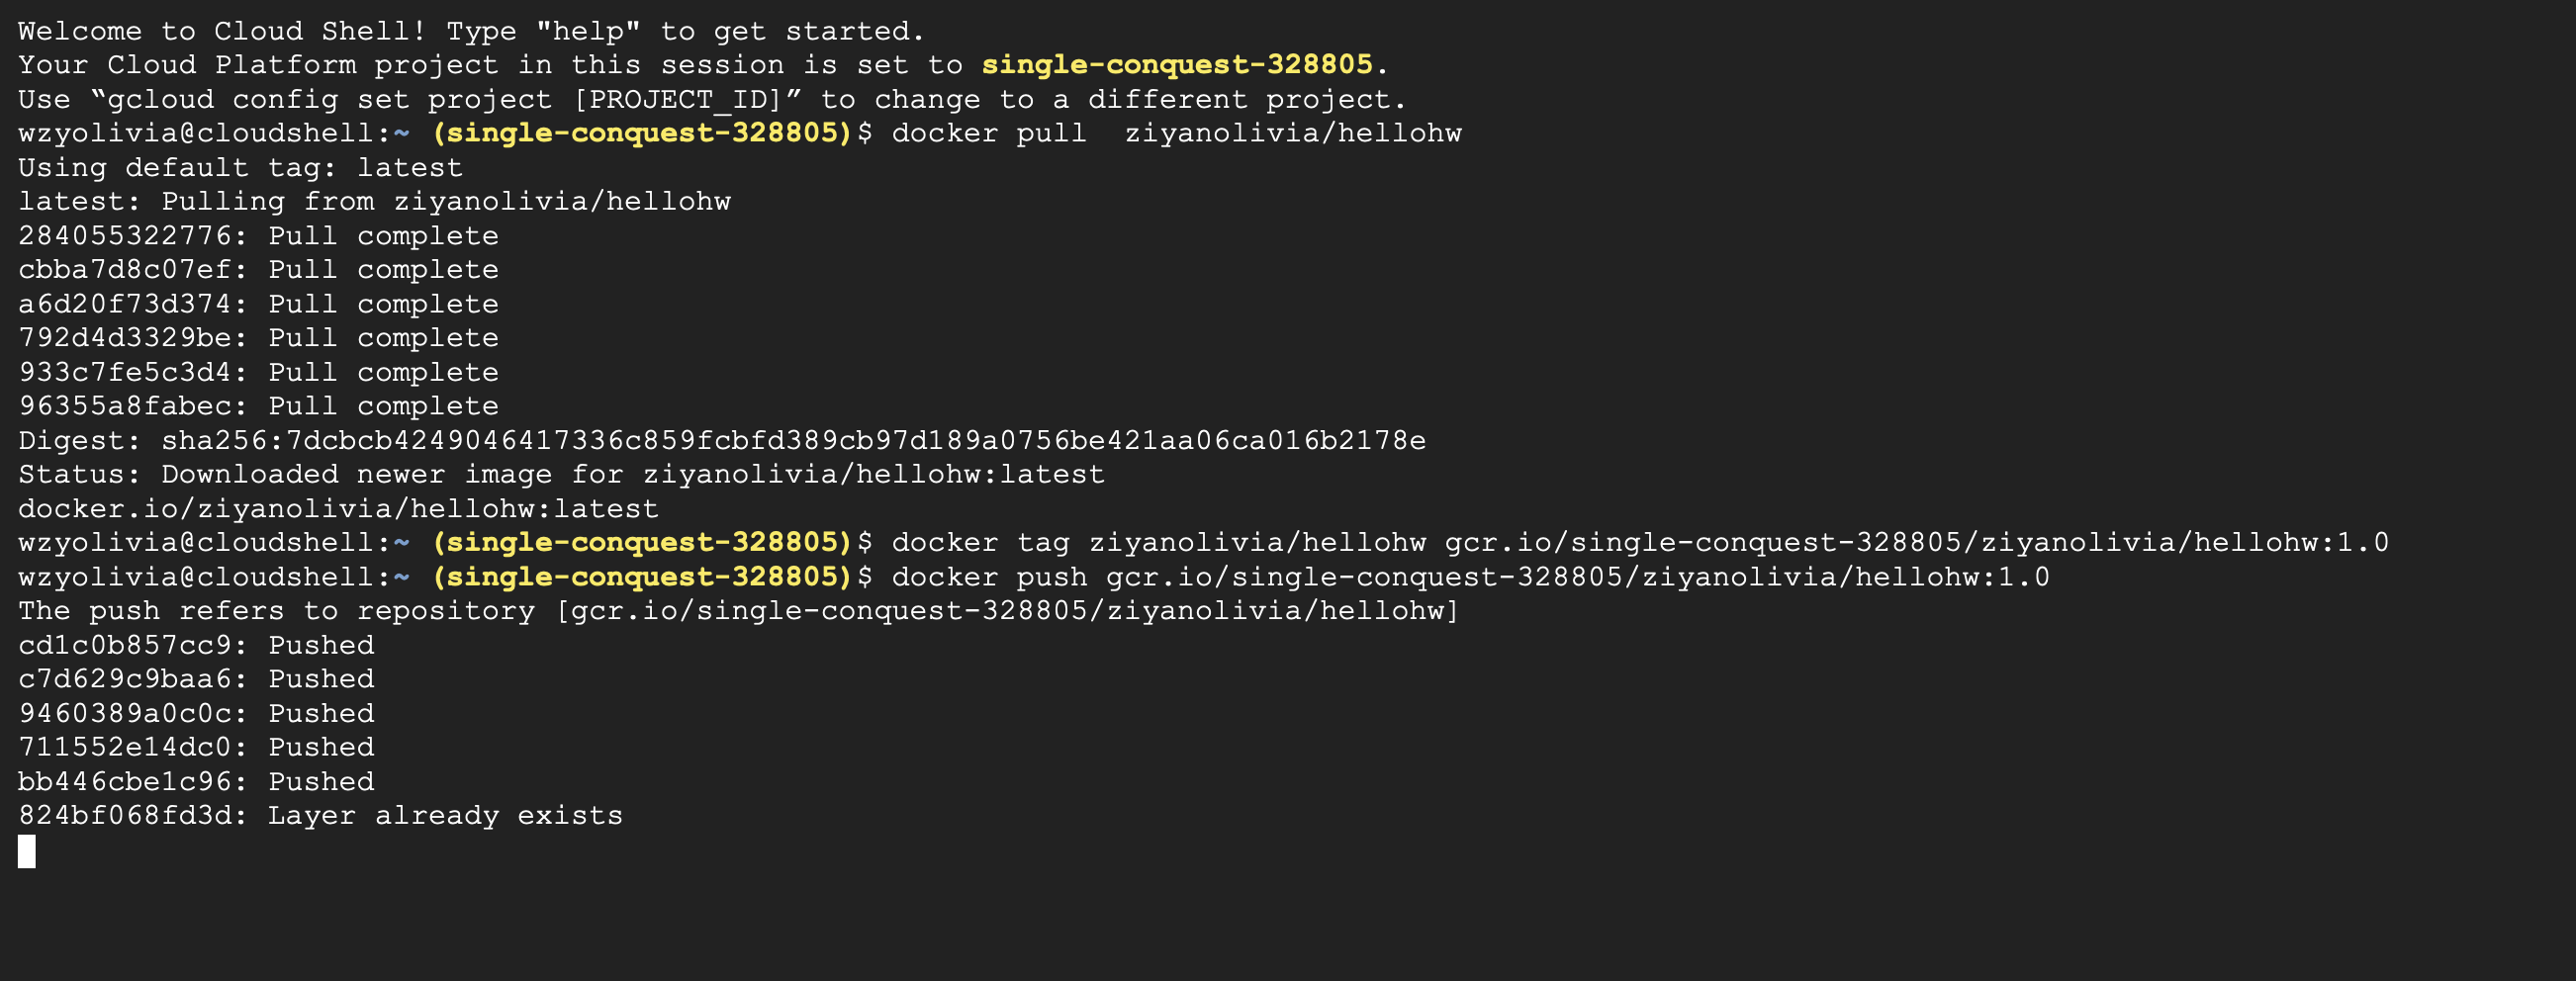 Welcome to Cloud Shell! Type "help" to get started.
Your Cloud Platform project in this session is set to single-conquest-328805.
Use “gcloud config set project [PROJECT_ID]” to change to a different project.
wzyolivia@cloudshell:~ (single-conquest-328805)$ docker pull  ziyanolivia/hellohw
Using default tag: latest
latest: Pulling from ziyanolivia/hellohw
284055322776: Pull complete
cbba7d8c07ef: Pull complete
a6d20f73d374: Pull complete
792d4d3329be: Pull complete
933c7fe5c3d4: Pull complete
96355a8fabec: Pull complete
Digest: sha256:7dcbcb4249046417336c859fcbfd389cb97d189a0756be421aa06ca016b2178e
Status: Downloaded newer image for ziyanolivia/hellohw:latest
docker.io/ziyanolivia/hellohw:latest
wzyolivia@cloudshell:~ (single-conquest-328805)$ docker tag ziyanolivia/hellohw gcr.io/single-conquest-328805/ziyanolivia/hellohw:1.0
wzyolivia@cloudshell:~ (single-conquest-328805)$ docker push gcr.io/single-conquest-328805/ziyanolivia/hellohw:1.0
The push refers to repository [gcr.io/single-conquest-328805/ziyanolivia/hellohw]
cd1c0b857cc9: Pushed
c7d629c9baa6: Pushed
9460389a0c0c: Pushed
711552e14dc0: Pushed
bb446cbe1c96: Pushed
824bf068fd3d: Layer already exists